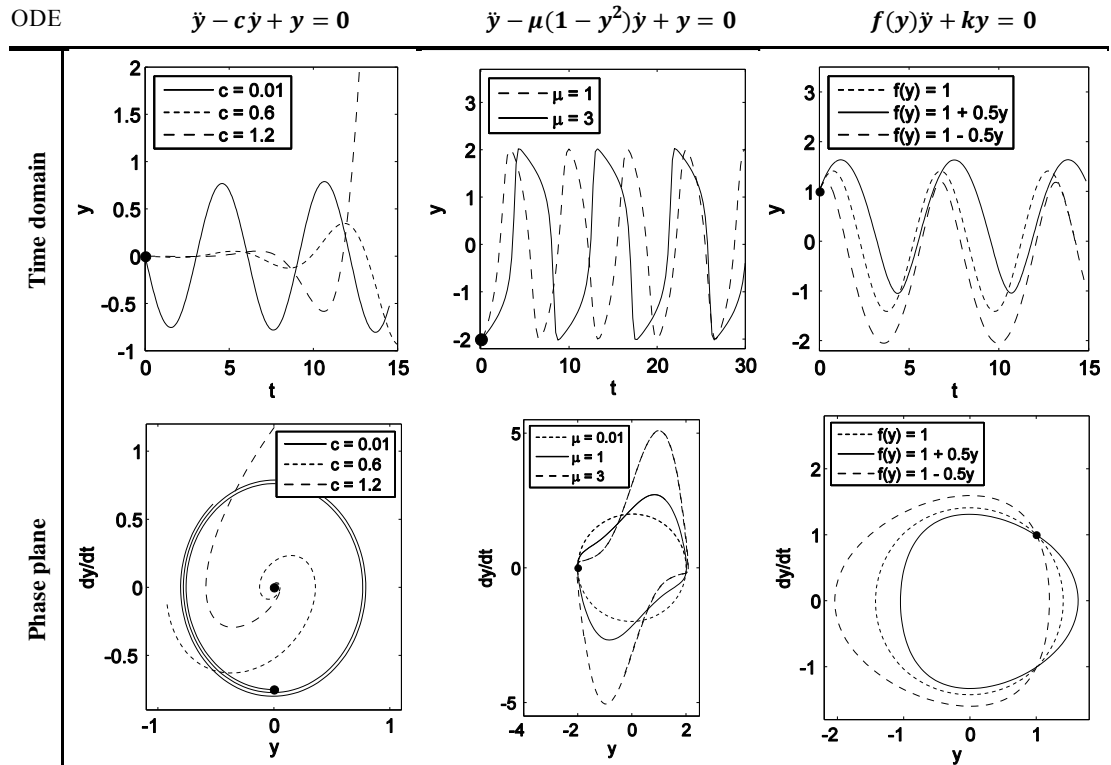 ODE
ÿ − cẏ + y = 0
ÿ − μ(1 − y²)ẏ + y = 0
f(y)ÿ + ky = 0
Time domain
2
1.5
1
0.5
0
-0.5
-1
y
c = 0.01
c = 0.6
c = 1.2
0 5 10 15
t
3
2
1
0
-1
-2
y
μ = 1
μ = 3
0 10 20 30
t
3
2
1
0
-1
-2
y
f(y) = 1
f(y) = 1 + 0.5y
f(y) = 1 - 0.5y
0 5 10 15
t
Phase plane
1
0.5
0
-0.5
dy/dt
c = 0.01
c = 0.6
c = 1.2
-1 0 1
y
5
0
-5
dy/dt
μ = 0.01
μ = 1
μ = 3
-4 -2 0 2
y
2
1
0
-1
dy/dt
f(y) = 1
f(y) = 1 + 0.5y
f(y) = 1 - 0.5y
-2 -1 0 1
y